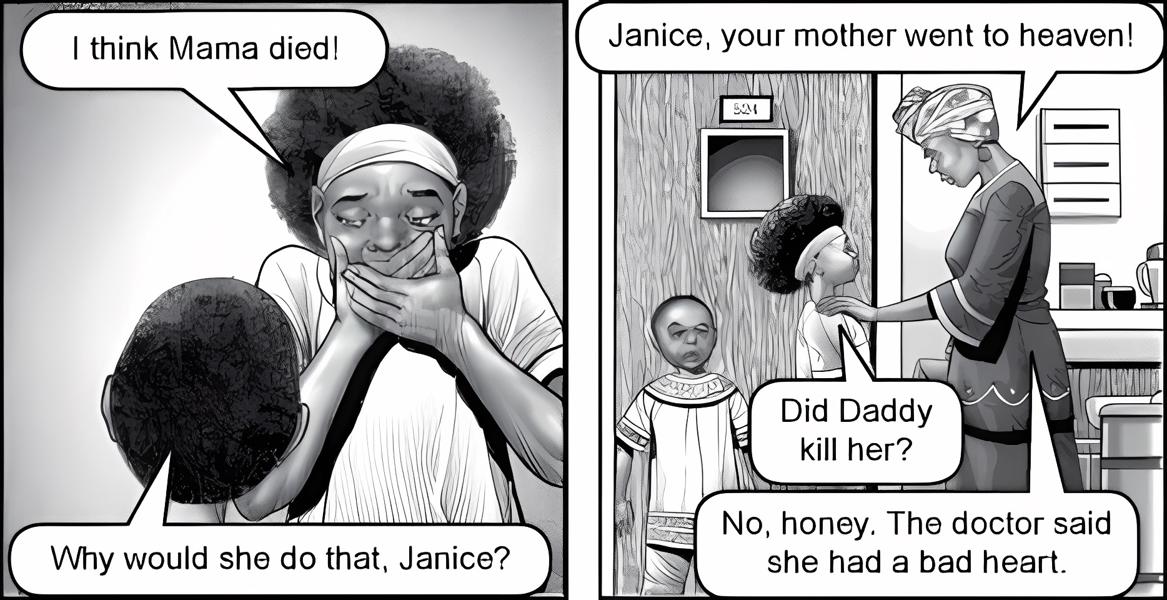 I think Mama died!
Why would she do that, Janice?
Janice, your mother went to heaven!
Did Daddy
kill her?
No, honey. The doctor said
she had a bad heart.